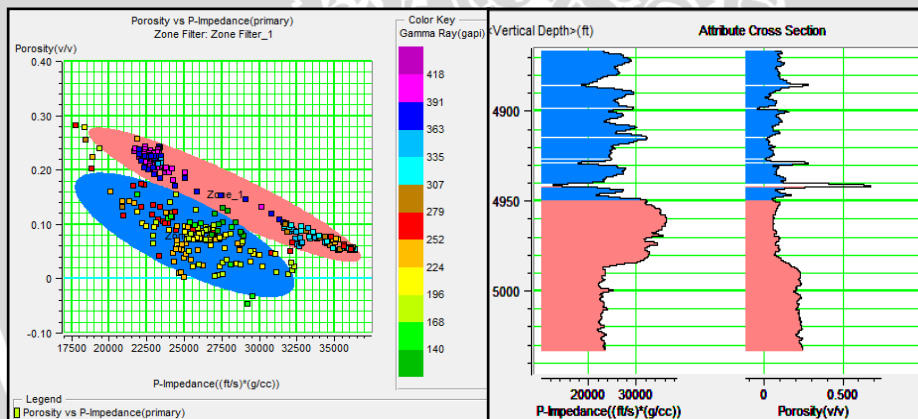 Porosity vs P-Impedance(primary)
Zone Filter: Zone Filter_1
Porosity(v/v)
0.40
0.30
0.20
0.10
0.00
-0.10
Zone_1
17500 20000 22500 25000 27500 30000 32500 35000
P-Impedance((ft/s)*(g/cc))
Legend
Porosity vs P-Impedance(primary)
Color Key
Gamma Ray(gapi)
418
391
363
335
307
279
252
224
196
168
140
<Vertical Depth>(ft)
Attribute Cross Section
4900
4950
5000
20000 30000
0 0.500
P-Impedance((ft/s)*(g/cc)) Porosity(v/v)